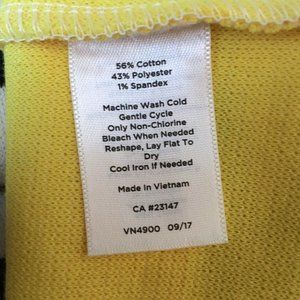 56% Cotton
43% Polyester
1% Spandex
Machine Wash Cold
Gentle Cycle
Only Non-Chlorine
Bleach When Needed
Reshape, Lay Flat To
Dry
Cool Iron If Needed
Made In Vietnam
CA #23147
VN4900 09/17